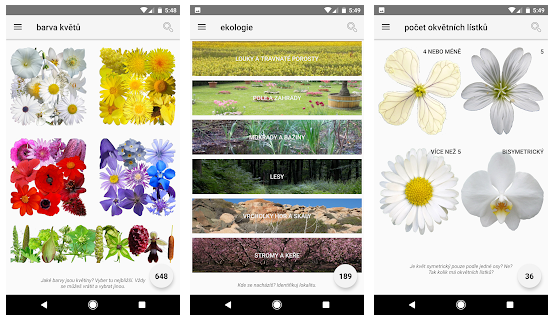 5:48
barva květů
Jaké barvy jsou květiny? Vyber tu nejbližší. Vždy
se můžeš vrátit a vybrat jinou.
648
5:49
ekologie
LOUKY A TRAVNATÉ POROSTY
POLE A ZAHRADY
MOKŘADY A BAŽINY
LESY
VRCHOLKY HOR A SKÁLY
STROMY A KEŘE
Kde se nachází? Identifikuj lokalitu.
189
5:49
počet okvětních lístků
4 NEBO MÉNĚ
5
VÍCE NEŽ 5
BISYMETRICKÝ
Je květ symetrický pouze podle jedné osy? Ne?
Tak kolik má okvětních lístků?
36